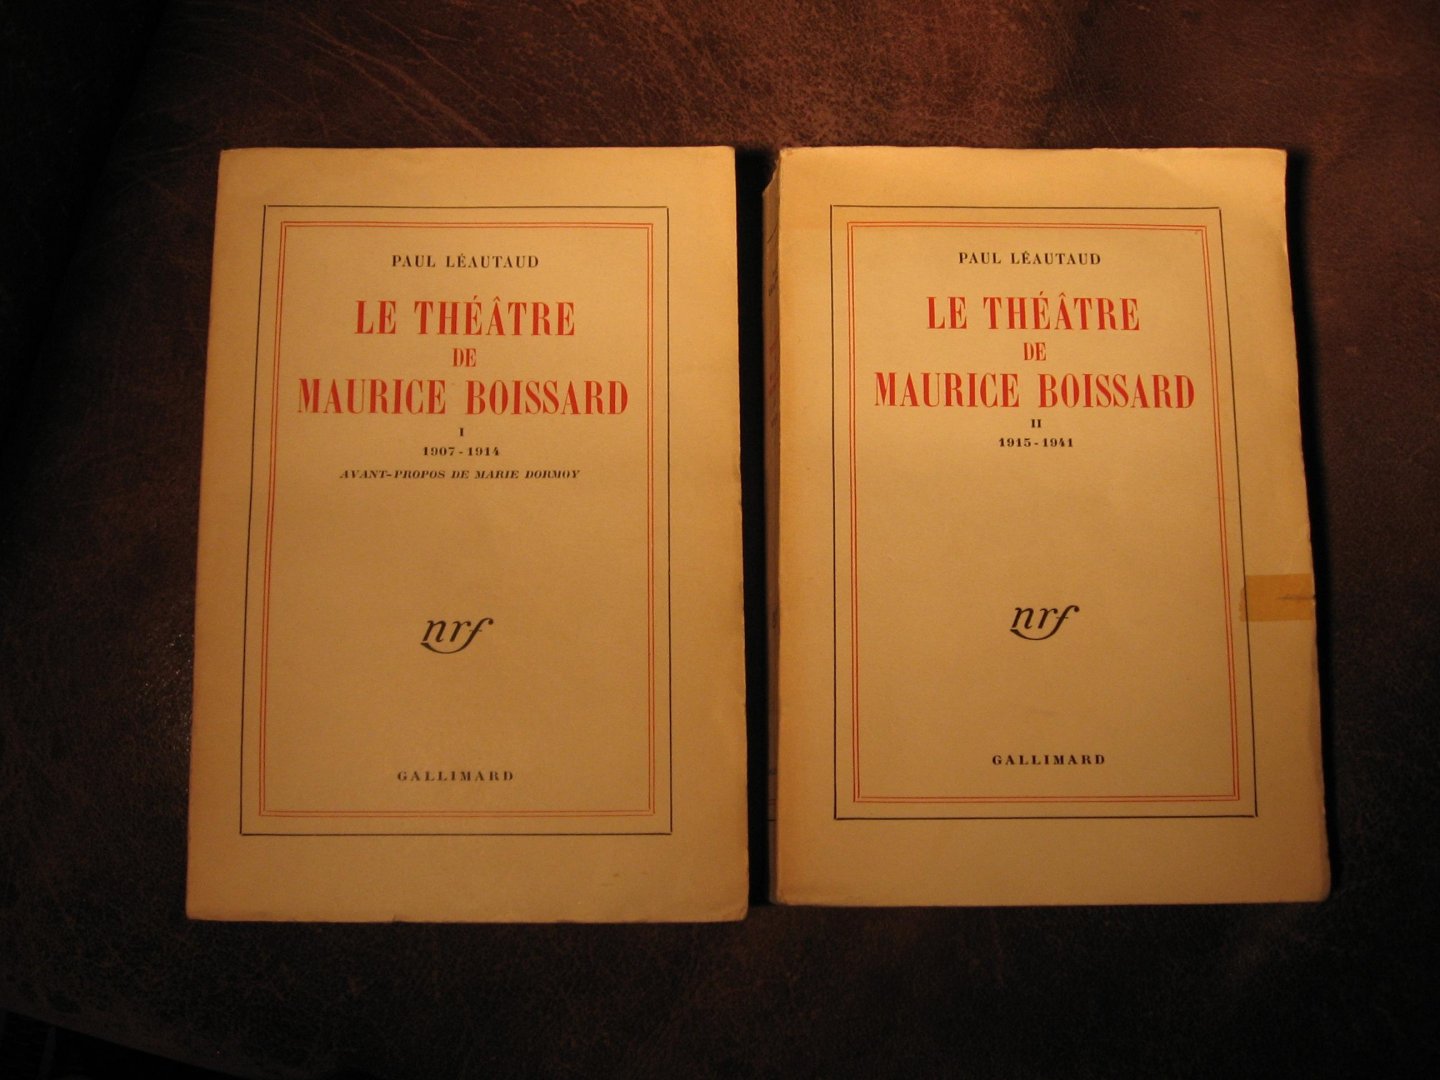 PAUL LÉAUTAUD
LE THÉÂTRE
DE
MAURICE BOISSARD
I
1907-1914
AVANT-PROPOS DE MARIE DORMOY
nrf
GALLIMARD
PAUL LÉAUTAUD
LE THÉÂTRE
DE
MAURICE BOISSARD
II
1915-1941
nrf
GALLIMARD